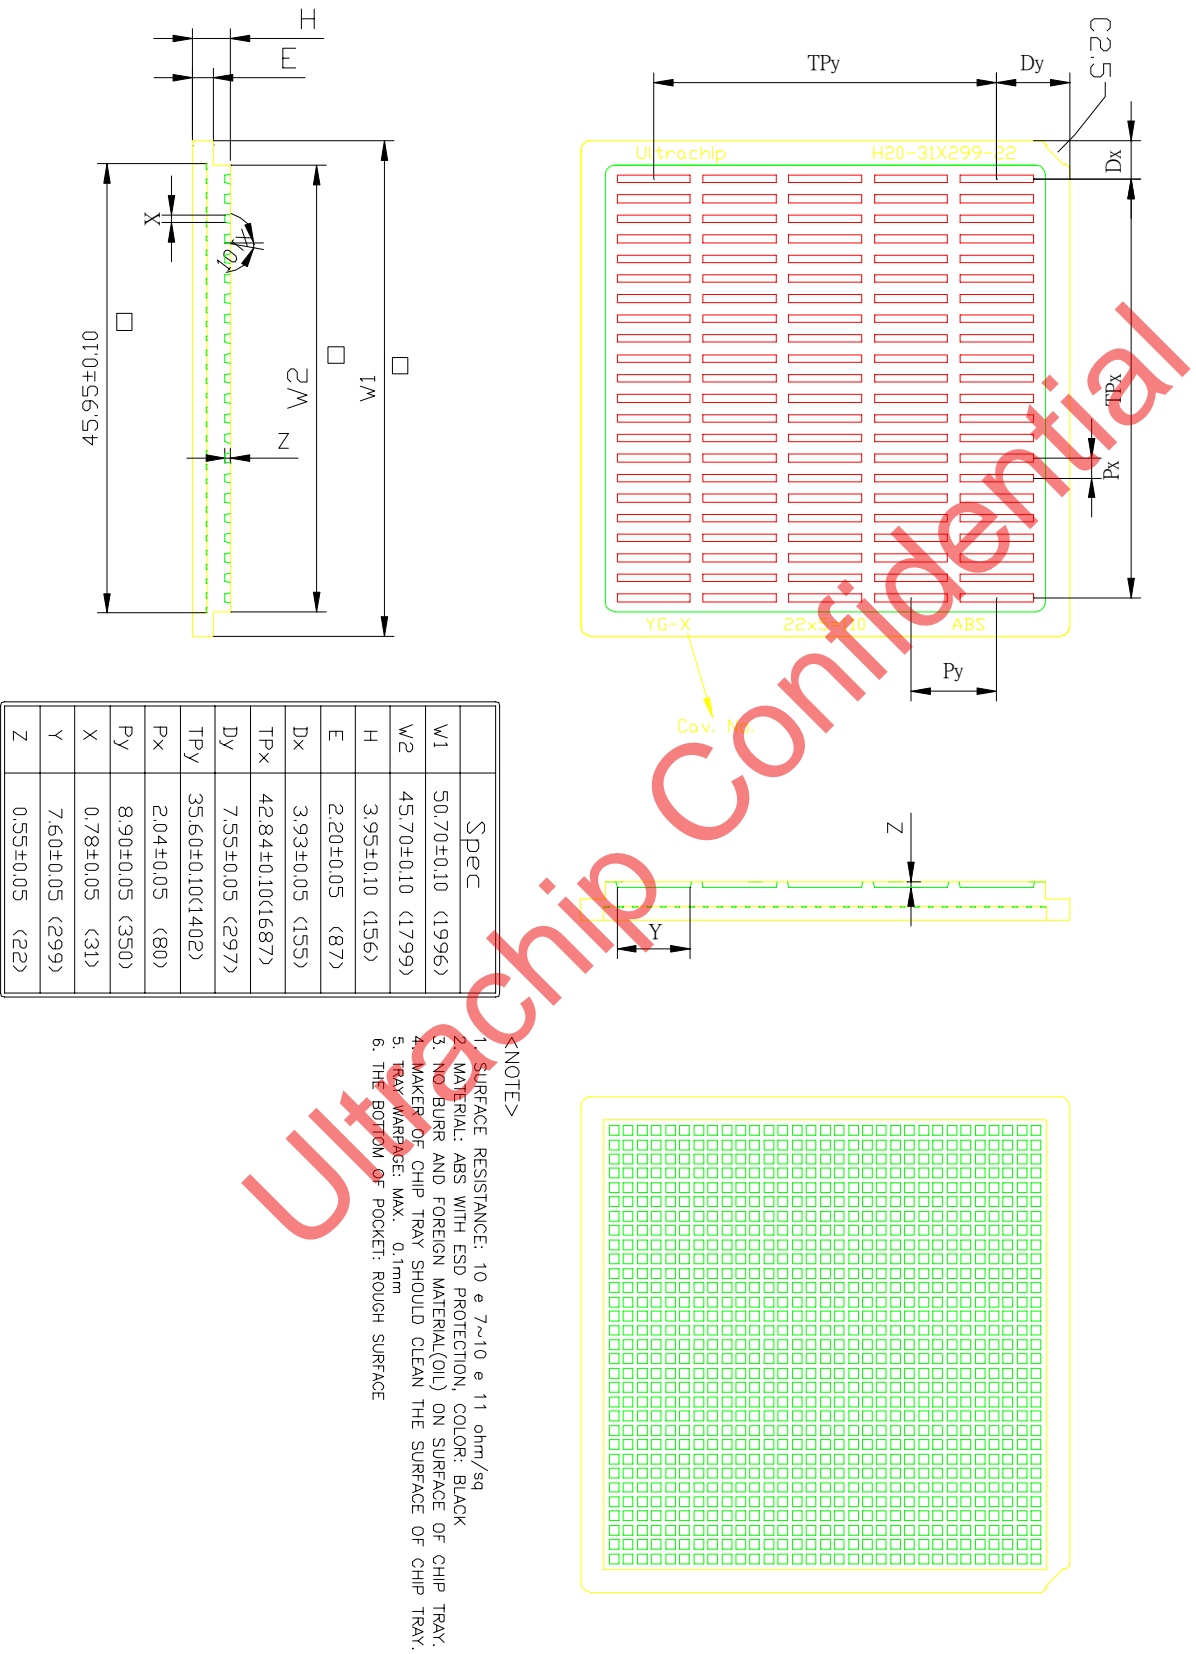 C2.5
TPy
Dy
Dx
Ultrachip
H20-31X299-22
TPx
Px
YG-X
ABS
Py
Cav. No.
H
E
X
10°
Z
W2
W1
45.95±0.10
Z
Y
Spec
W1 50.70±0.10 (1996)
W2 45.70±0.10 (1799)
H 3.95±0.10 (156)
E 2.20±0.05 (87)
Dx 3.93±0.05 (155)
TPx 42.84±0.10(1687)
Dy 7.55±0.05 (297)
TPy 35.60±0.10(1402)
Px 2.04±0.05 (80)
Py 8.90±0.05 (350)
X 0.78±0.05 (31)
Y 7.60±0.05 (299)
Z 0.55±0.05 (22)
<NOTE>
1. SURFACE RESISTANCE: 10 e 7~10 e 11 ohm/sq
2. MATERIAL: ABS WITH ESD PROTECTION, COLOR: BLACK
3. NO BURR AND FOREIGN MATERIAL(OIL) ON SURFACE OF CHIP TRAY.
4. MAKER OF CHIP TRAY SHOULD CLEAN THE SURFACE OF CHIP TRAY.
5. TRAY WARPAGE: MAX. 0.1mm
6. THE BOTTOM OF POCKET: ROUGH SURFACE
Ultrachip Confidential